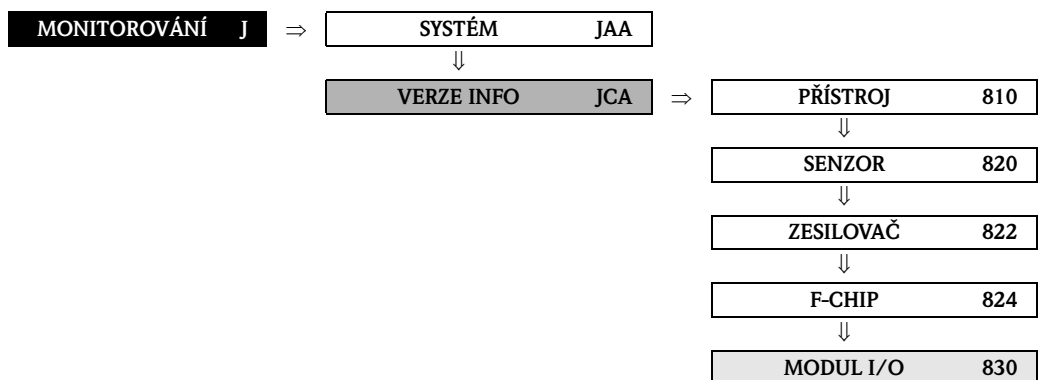 MONITOROVÁNÍ J ⇒ SYSTÉM JAA
⇓
VERZE INFO JCA ⇒ PŘÍSTROJ 810
⇓
SENZOR 820
⇓
ZESILOVAČ 822
⇓
F-CHIP 824
⇓
MODUL I/O 830